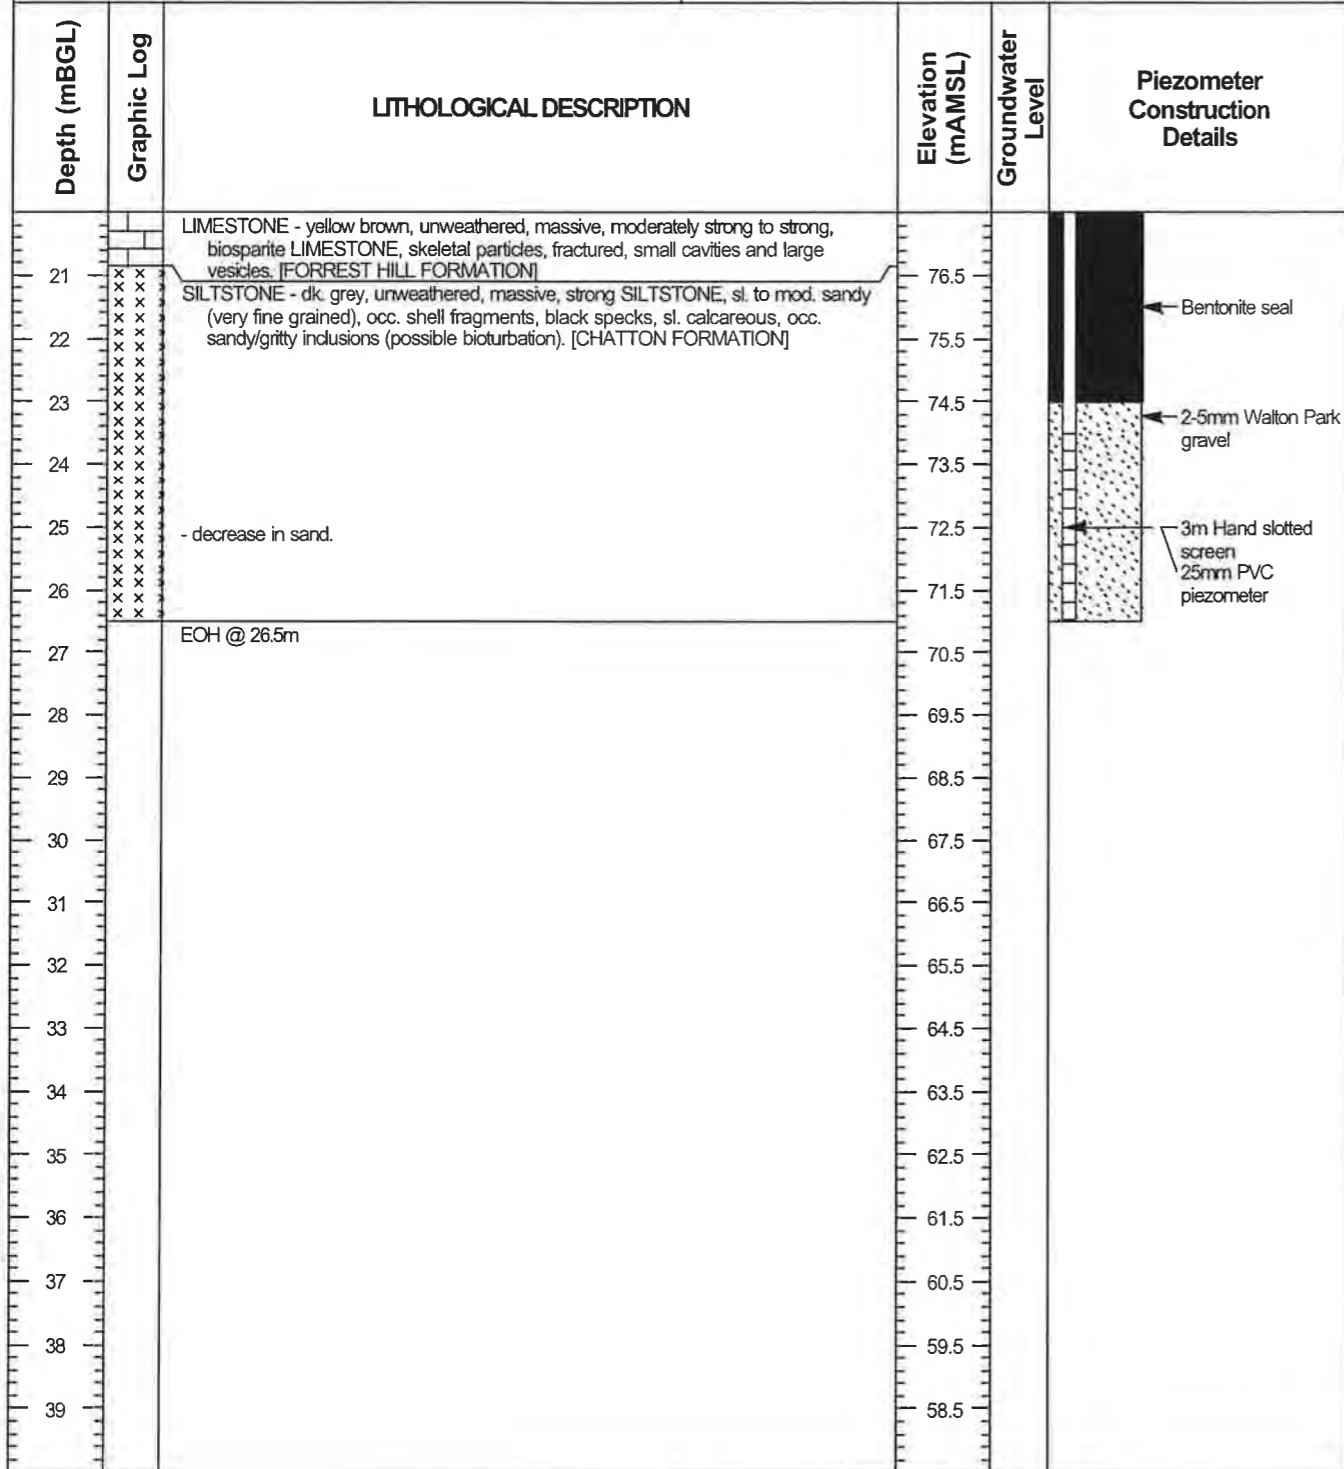 Depth (mBGL)
Graphic Log
LITHOLOGICAL DESCRIPTION
Elevation
(mAMSL)
Groundwater
Level
Piezometer
Construction
Details
LIMESTONE - yellow brown, unweathered, massive, moderately strong to strong,
biosparite LIMESTONE, skeletal particles, fractured, small cavities and large
vesicles. [FORREST HILL FORMATION]
SILTSTONE - dk. grey, unweathered, massive, strong SILTSTONE, sl. to mod. sandy
(very fine grained), occ. shell fragments, black specks, sl. calcareous, occ.
sandy/gritty inclusions (possible bioturbation). [CHATTON FORMATION]
- decrease in sand.
EOH @ 26.5m
21
22
23
24
25
26
27
28
29
30
31
32
33
34
35
36
37
38
39
76.5
75.5
74.5
73.5
72.5
71.5
70.5
69.5
68.5
67.5
66.5
65.5
64.5
63.5
62.5
61.5
60.5
59.5
58.5
Bentonite seal
2-5mm Walton Park
gravel
3m Hand slotted
screen
25mm PVC
piezometer